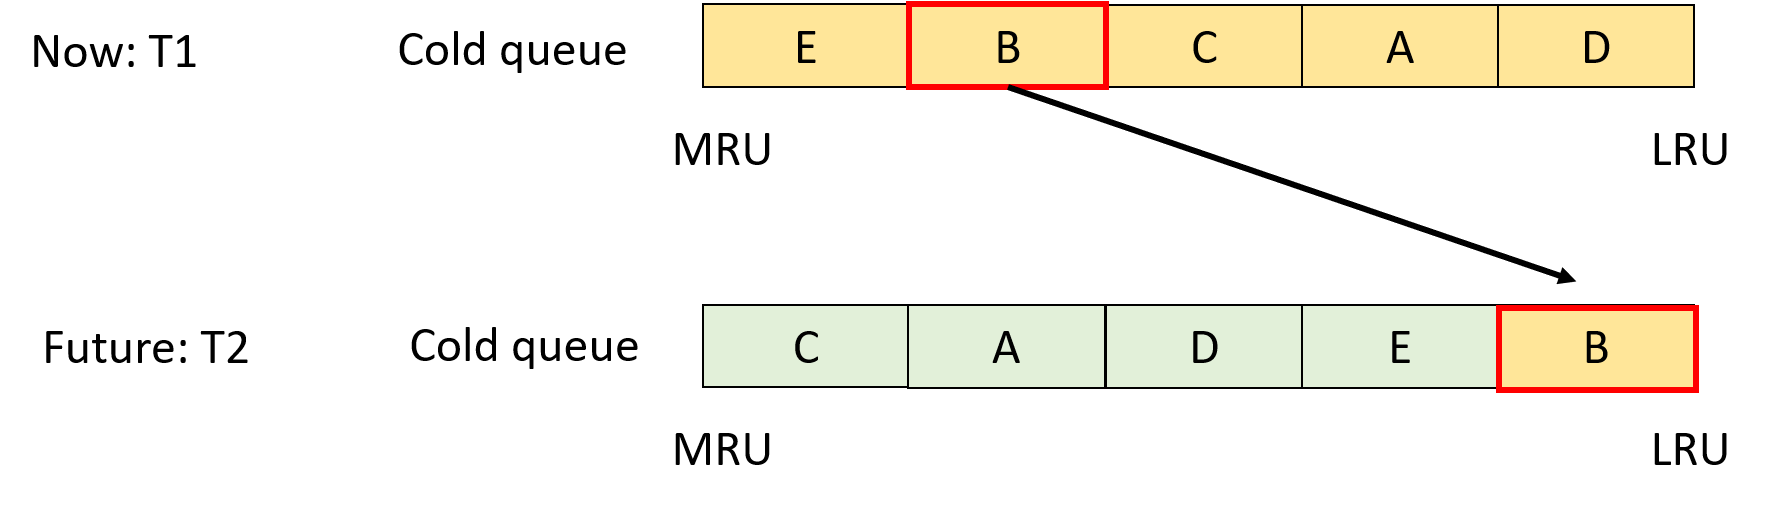 Now: T1 Cold queue E B C A D
MRU LRU
Future: T2 Cold queue C A D E B
MRU LRU